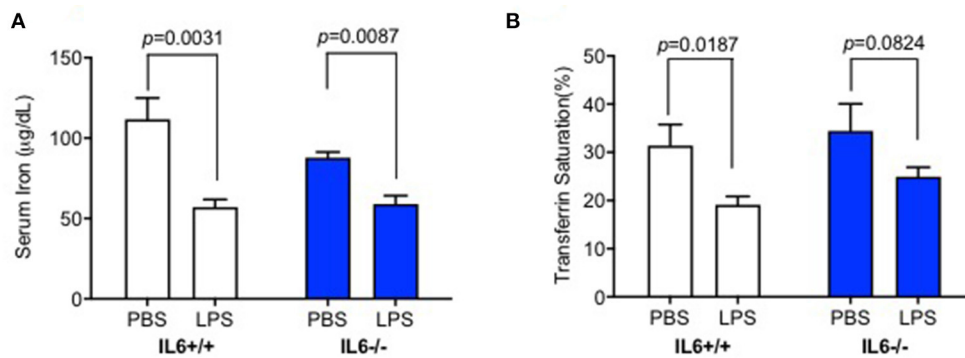 A
Serum Iron (µg/dL)
p=0.0031
p=0.0087
150
100
50
0
PBS LPS PBS LPS
IL6+/+ IL6-/-
B
Transferrin Saturation(%)
p=0.0187
p=0.0824
50
40
30
20
10
0
PBS LPS PBS LPS
IL6+/+ IL6-/-